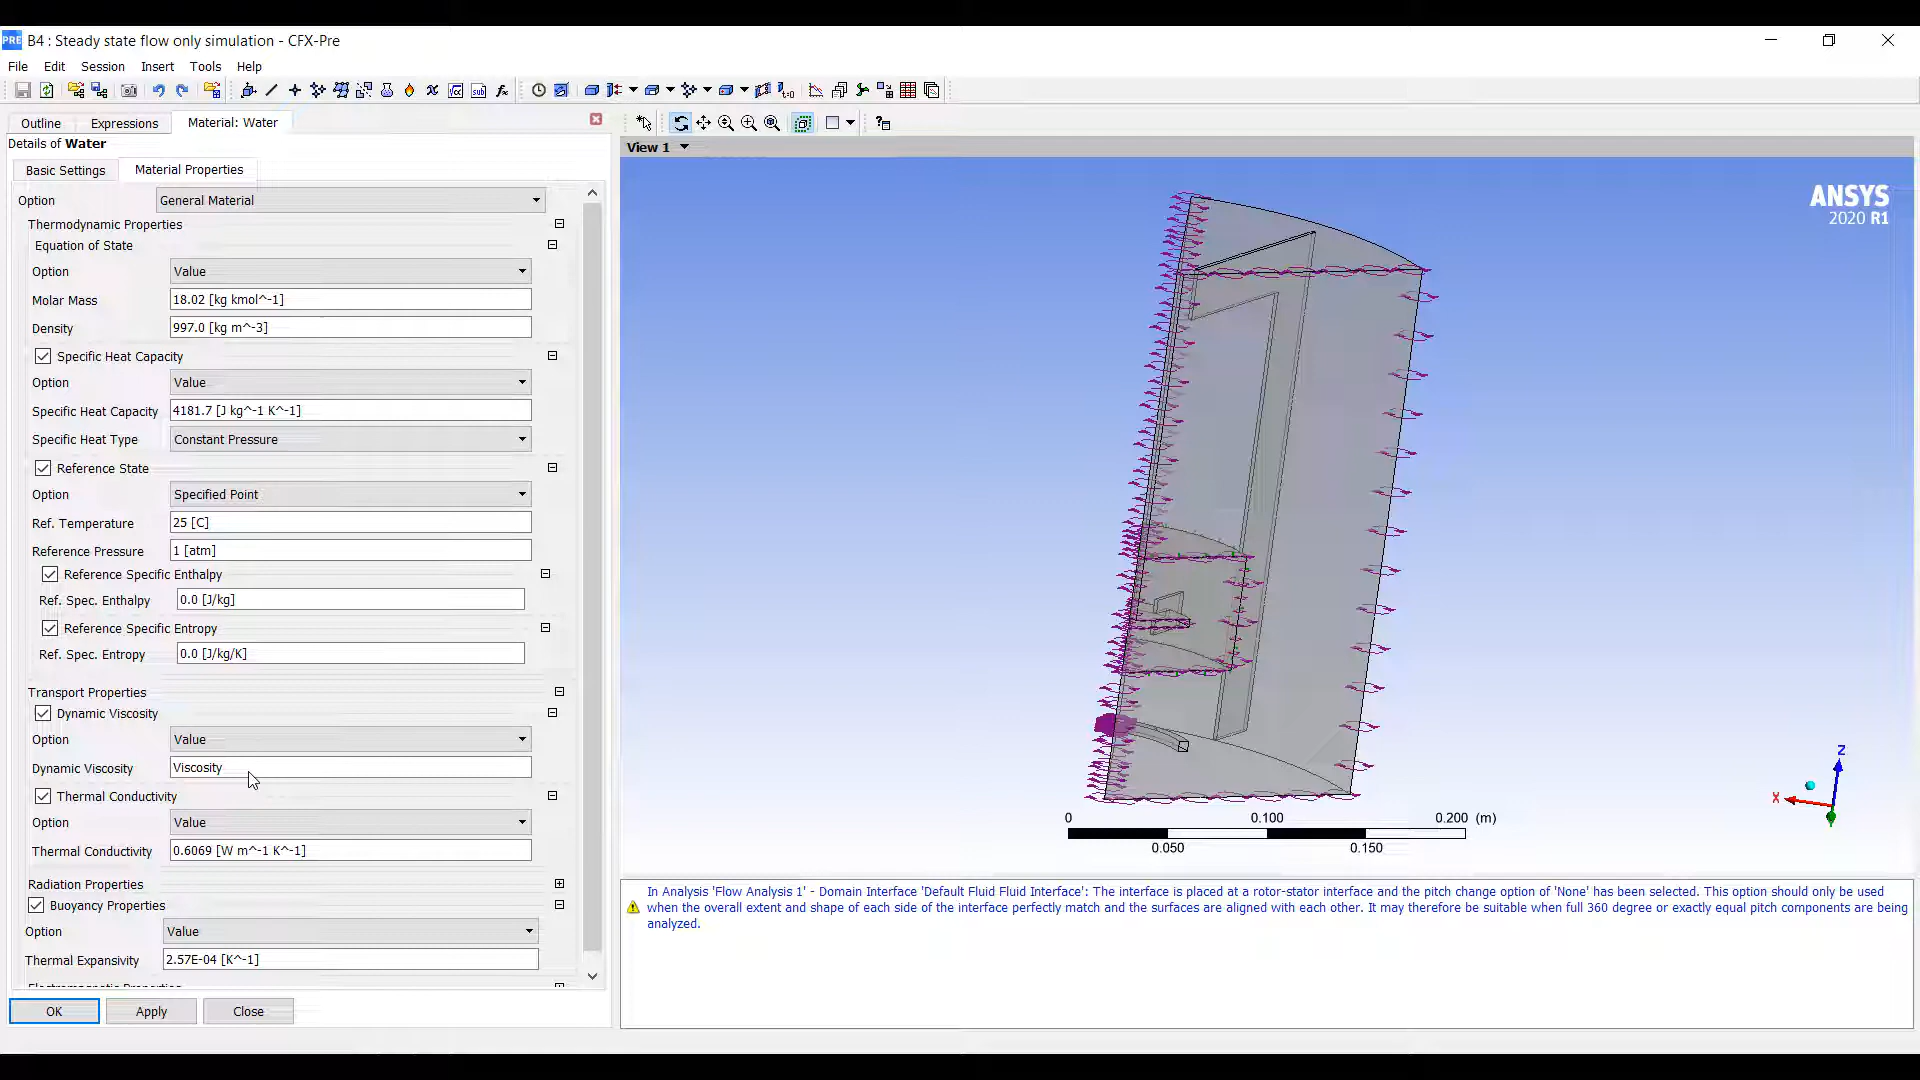 PRE B4 : Steady state flow only simulation - CFX-Pre
File Edit Session Insert Tools Help
Outline Expressions Material: Water
Details of Water
Basic Settings Material Properties
Option General Material
Thermodynamic Properties
Equation of State
Option Value
Molar Mass 18.02 [kg kmol^-1]
Density 997.0 [kg m^-3]
Specific Heat Capacity
Option Value
Specific Heat Capacity 4181.7 [J kg^-1 K^-1]
Specific Heat Type Constant Pressure
Reference State
Option Specified Point
Ref. Temperature 25 [C]
Reference Pressure 1 [atm]
Reference Specific Enthalpy
Ref. Spec. Enthalpy 0.0 [J/kg]
Reference Specific Entropy
Ref. Spec. Entropy 0.0 [J/kg/K]
Transport Properties
Dynamic Viscosity
Option Value
Dynamic Viscosity Viscosity
Thermal Conductivity
Option Value
Thermal Conductivity 0.6069 [W m^-1 K^-1]
Radiation Properties
Buoyancy Properties
Option Value
Thermal Expansivity 2.57E-04 [K^-1]
OK Apply Close
View 1
ANSYS
2020 R1
Z
X
0 0.100 0.200 (m)
0.050 0.150
In Analysis 'Flow Analysis 1' - Domain Interface 'Default Fluid Fluid Interface': The interface is placed at a rotor-stator interface and the pitch change option of 'None' has been selected. This option should only be used
when the overall extent and shape of each side of the interface perfectly match and the surfaces are aligned with each other. It may therefore be suitable when full 360 degree or exactly equal pitch components are being
analyzed.